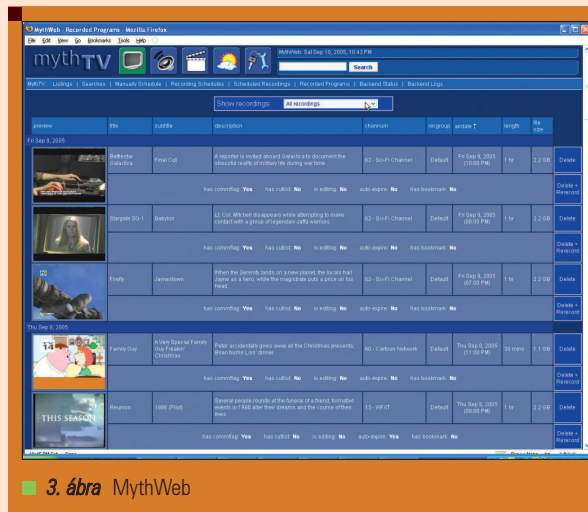 MythWeb - Recorded Programs - Mozilla Firefox
File Edit View Go Bookmarks Tools Help
mythTV
MythWeb: Sat Sep 10, 2005, 10:43 PM
Search
MythTV: Listings | Searches | Manually Schedule | Recording Schedules | Scheduled Recordings | Recorded Programs | Backend Status | Backend Logs
Show recordings: All recordings
preview title subtitle description channum recgroup airdate length file size
Fri Sep 9, 2005
Battlestar Galactica Final Cut A reporter is invited aboard Galactica to document the stressful reality of military life during war time. 62 - Sci-Fi Channel Default Fri Sep 9, 2005 (10:00 PM) 1 hr 2.2 GB Delete
has commflag: Yes has cutlist: No is editing: No auto-expire: No has bookmark: No Delete + Rerecord
Stargate SG-1 Babylon Lt. Col. Mitchell disappears while attempting to make contact with a group of legendary Jaffa warriors. 62 - Sci-Fi Channel Default Fri Sep 9, 2005 (09:00 PM) 1 hr 2.2 GB Delete
has commflag: Yes has cutlist: No is editing: No auto-expire: No has bookmark: No Delete + Rerecord
Firefly Jaynestown When the Serenity lands on a new planet, the locals hail Jayne as a hero, while the magistrate puts a price on his head. 62 - Sci-Fi Channel Default Fri Sep 9, 2005 (07:00 PM) 1 hr 2.2 GB Delete
has commflag: Yes has cutlist: No is editing: No auto-expire: No has bookmark: No Delete + Rerecord
Thu Sep 8, 2005
Family Guy A Very Special Family Guy Freakin' Christmas Peter accidentally gives away all the Christmas presents; Brian burns Lois' dinner. 60 - Cartoon Network Default Thu Sep 8, 2005 (11:00 PM) 30 mins 1.1 GB Delete
has commflag: Yes has cutlist: No is editing: No auto-expire: No has bookmark: No Delete + Rerecord
THIS SEASON
Reunion 1986 (Pilot) Several people reunite at the funeral of a friend; formative events in 1986 alter their dreams and the course of their lives. 13 - WFXT Default Thu Sep 8, 2005 (09:00 PM) 1 hr 2.2 GB Delete
has commflag: Yes has cutlist: No is editing: No auto-expire: Yes has bookmark: No Delete + Rerecord
3. ábra MythWeb